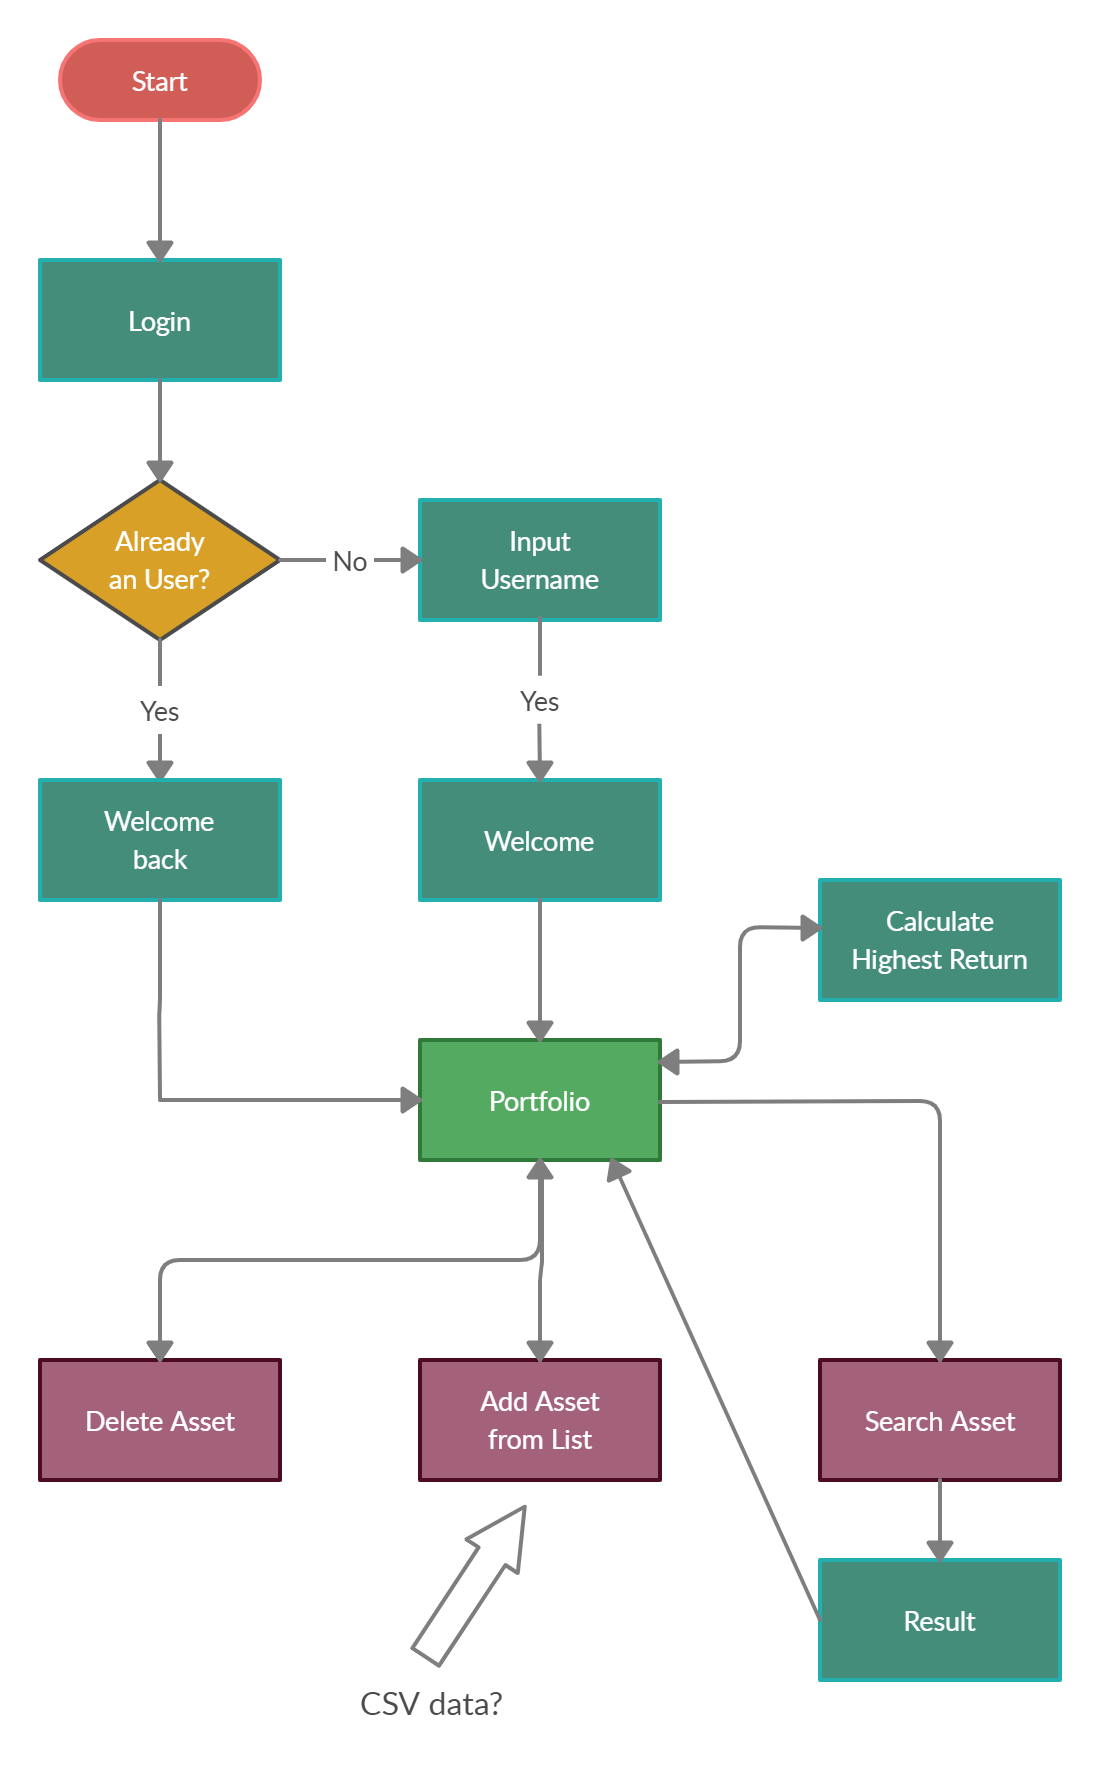 Start
Login
Already
an User?
No
Input
Username
Yes
Yes
Welcome
back
Welcome
Calculate
Highest Return
Portfolio
Delete Asset
Add Asset
from List
Search Asset
Result
CSV data?